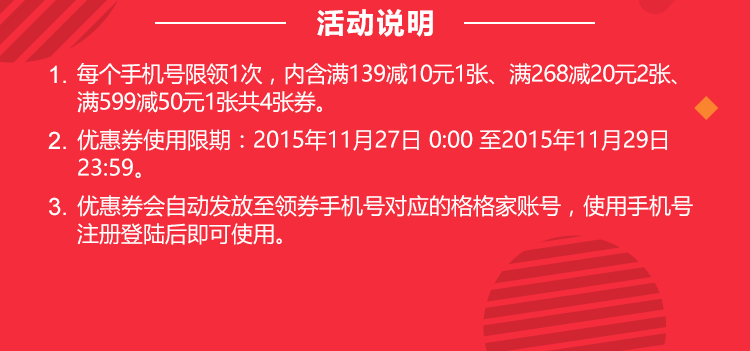 活动说明
1. 每个手机号限领1次，内含满139减10元1张、满268减20元2张、
满599减50元1张共4张券。
2. 优惠券使用限期：2015年11月27日 0:00 至2015年11月29日
23:59。
3. 优惠券会自动发放至领券手机号对应的格格家账号，使用手机号
注册登陆后即可使用。